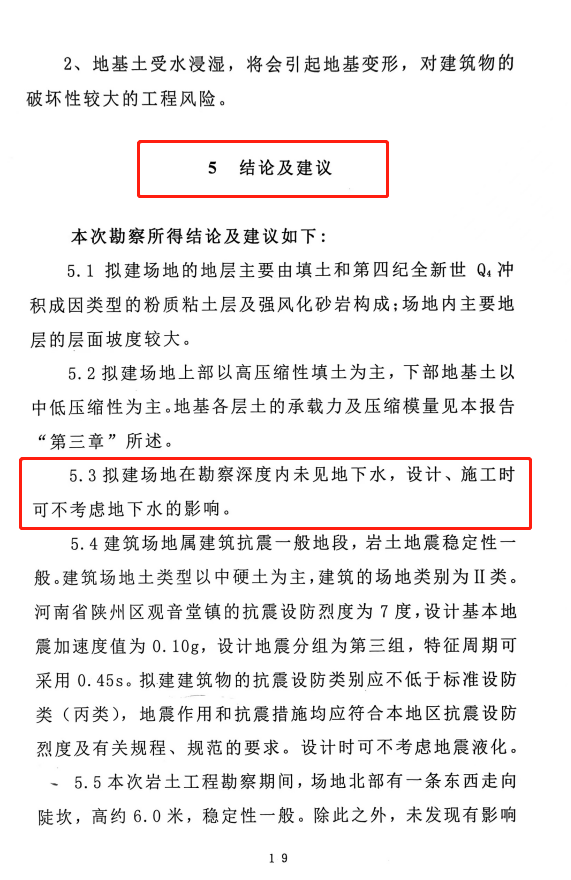 2、地基土受水浸湿，将会引起地基变形，对建筑物的
破坏性较大的工程风险。
5 结论及建议
本次勘察所得结论及建议如下：
5.1 拟建场地的地层主要由填土和第四纪全新世 Q₄ 冲
积成因类型的粉质粘土层及强风化砂岩构成；场地内主要地
层的层面坡度较大。
5.2 拟建场地上部以高压缩性填土为主，下部地基土以
中低压缩性为主。地基各层土的承载力及压缩模量见本报告
“第三章”所述。
5.3拟建场地在勘察深度内未见地下水，设计、施工时
可不考虑地下水的影响。
5.4 建筑场地属建筑抗震一般地段，岩土地震稳定性一
般。建筑场地土类型以中硬土为主，建筑的场地类别为Ⅱ类。
河南省陕州区观音堂镇的抗震设防烈度为 7 度，设计基本地
震加速度值为 0.10g，设计地震分组为第三组，特征周期可
采用 0.45s。拟建建筑物的抗震设防类别应不低于标准设防
类（丙类），地震作用和抗震措施均应符合本地区抗震设防
烈度及有关规程、规范的要求。设计时可不考虑地震液化。
5.5 本次岩土工程勘察期间，场地北部有一条东西走向
陡坎，高约 6.0 米，稳定性一般。除此之外，未发现有影响
19